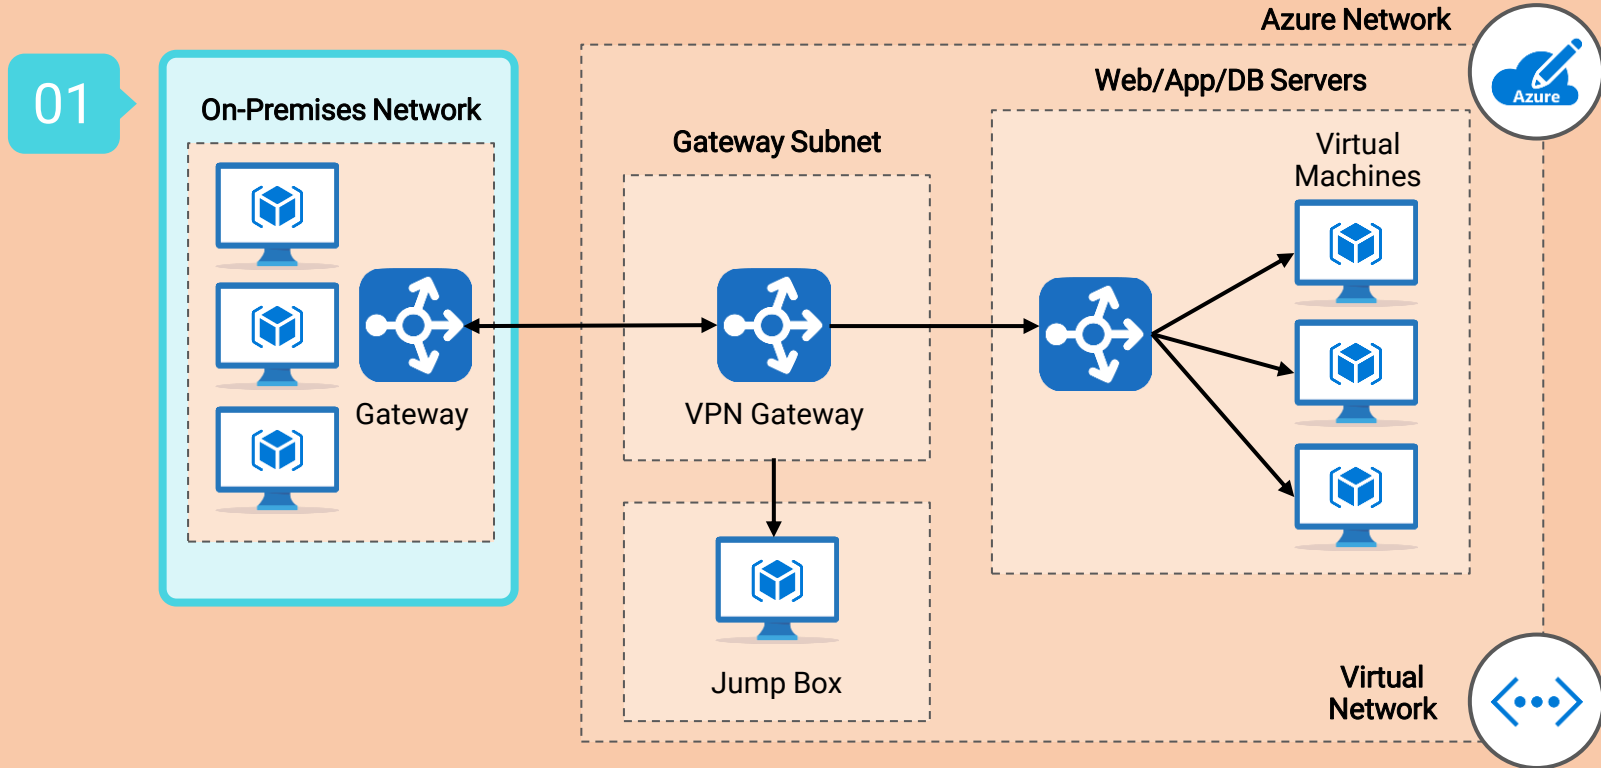 Azure Network
01
Azure
Web/App/DB Servers
On-Premises Network
Gateway Subnet
Virtual
Machines
Gateway
VPN Gateway
Jump Box
Virtual
Network